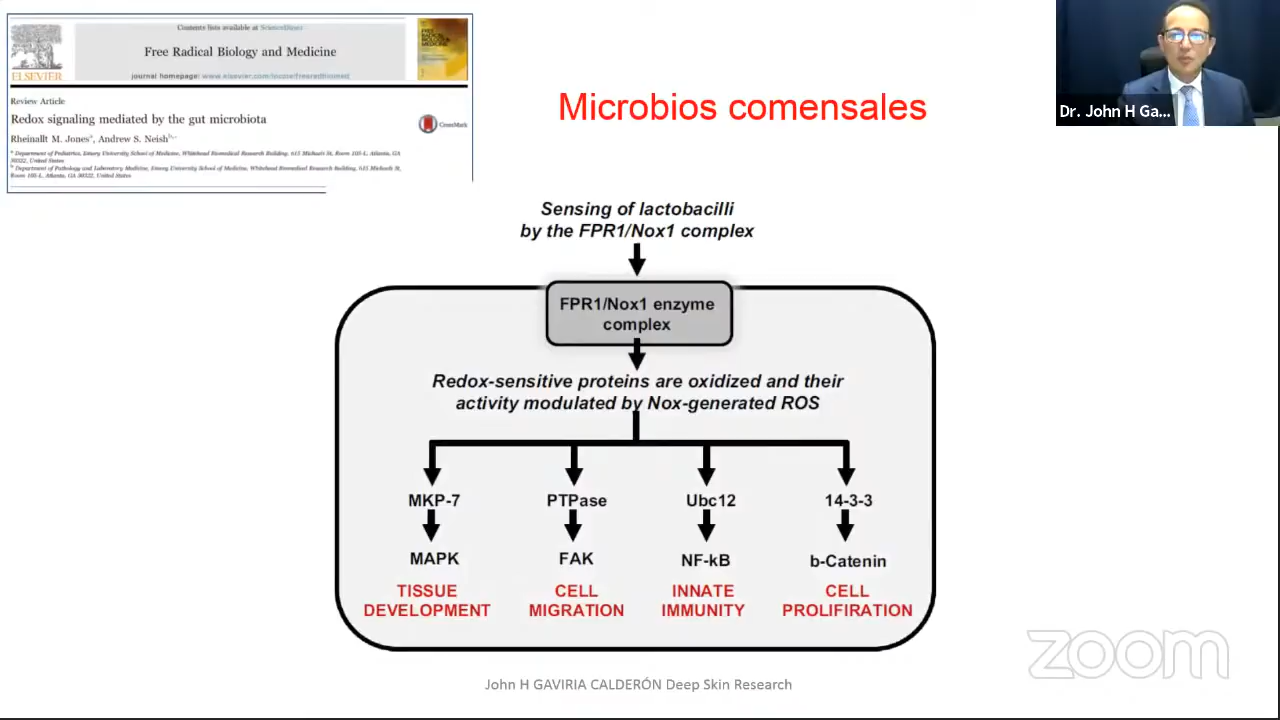 Contents lists available at ScienceDirect
Free Radical Biology and Medicine
journal homepage: www.elsevier.com/locate/freeradbiomed
ELSEVIER
Review Article
Redox signaling mediated by the gut microbiota
CrossMark
Rheinallt M. Jonesᵃ, Andrew S. Neishᵇ,
ᵃ Department of Pediatrics, Emory University School of Medicine, Whitehead Biomedical Research Building, 615 Michael St, Room 105-L, Atlanta, GA
30322, United States
ᵇ Department of Pathology and Laboratory Medicine, Emory University School of Medicine, Whitehead Biomedical Research Building, 615 Michaels St,
Room 105-L, Atlanta, GA 30322, United States
Microbios comensales
Dr. John H Ga...
Sensing of lactobacilli
by the FPR1/Nox1 complex
FPR1/Nox1 enzyme
complex
Redox-sensitive proteins are oxidized and their
activity modulated by Nox-generated ROS
MKP-7 PTPase Ubc12 14-3-3
MAPK FAK NF-kB b-Catenin
TISSUE CELL INNATE CELL
DEVELOPMENT MIGRATION IMMUNITY PROLIFIRATION
zoom
John H GAVIRIA CALDERÓN Deep Skin Research